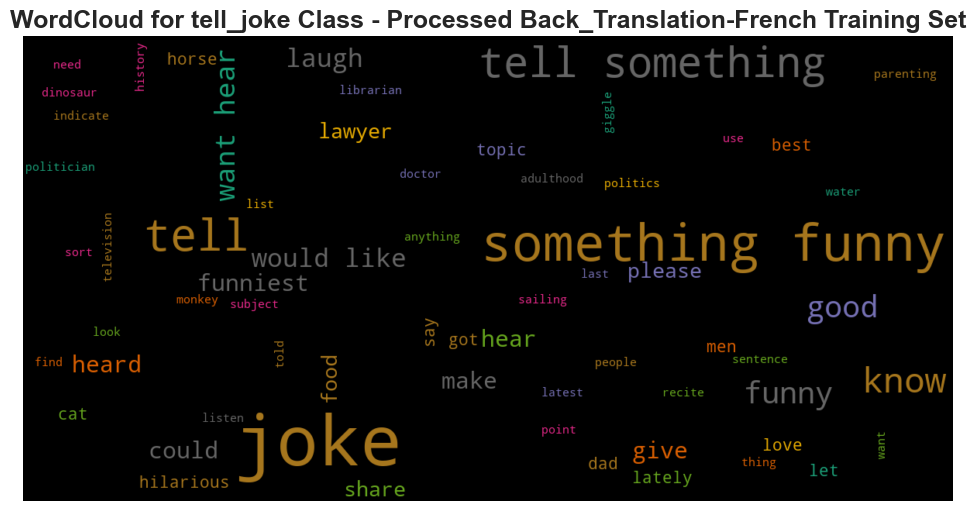 WordCloud for tell_joke Class - Processed Back_Translation-French Training Set
need
history
horse
laugh
tell something
parenting
dinosaur
librarian
giggle
indicate
want hear
lawyer
topic
use
best
politician
doctor
adulthood
politics
water
list
television
tell
anything
something funny
sort
would like
last
please
funniest
monkey
subject
sailing
good
look
say
got
hear
men
find
heard
told
food
make
people
sentence
know
latest
recite
funny
cat
listen
joke
point
want
could
dad
give
love
thing
let
hilarious
share
lately